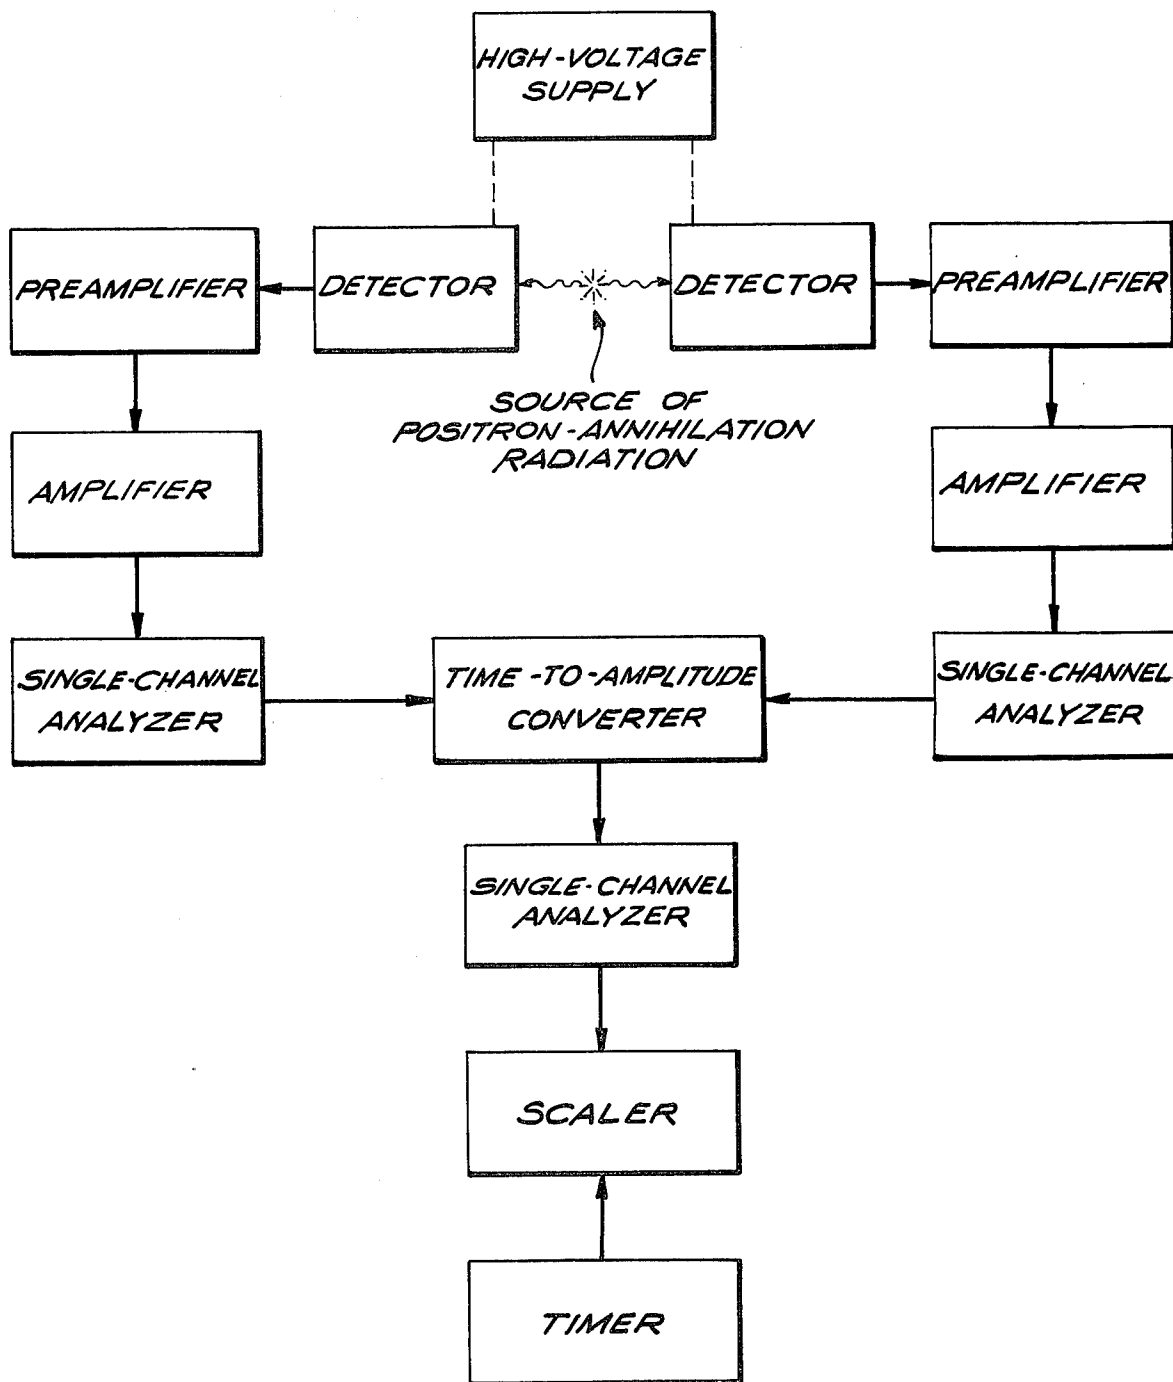 HIGH-VOLTAGE
SUPPLY
PREAMPLIFIER
DETECTOR
DETECTOR
PREAMPLIFIER
SOURCE OF
POSITRON-ANNIHILATION
RADIATION
AMPLIFIER
AMPLIFIER
SINGLE-CHANNEL
ANALYZER
TIME-TO-AMPLITUDE
CONVERTER
SINGLE-CHANNEL
ANALYZER
SINGLE-CHANNEL
ANALYZER
SCALER
TIMER